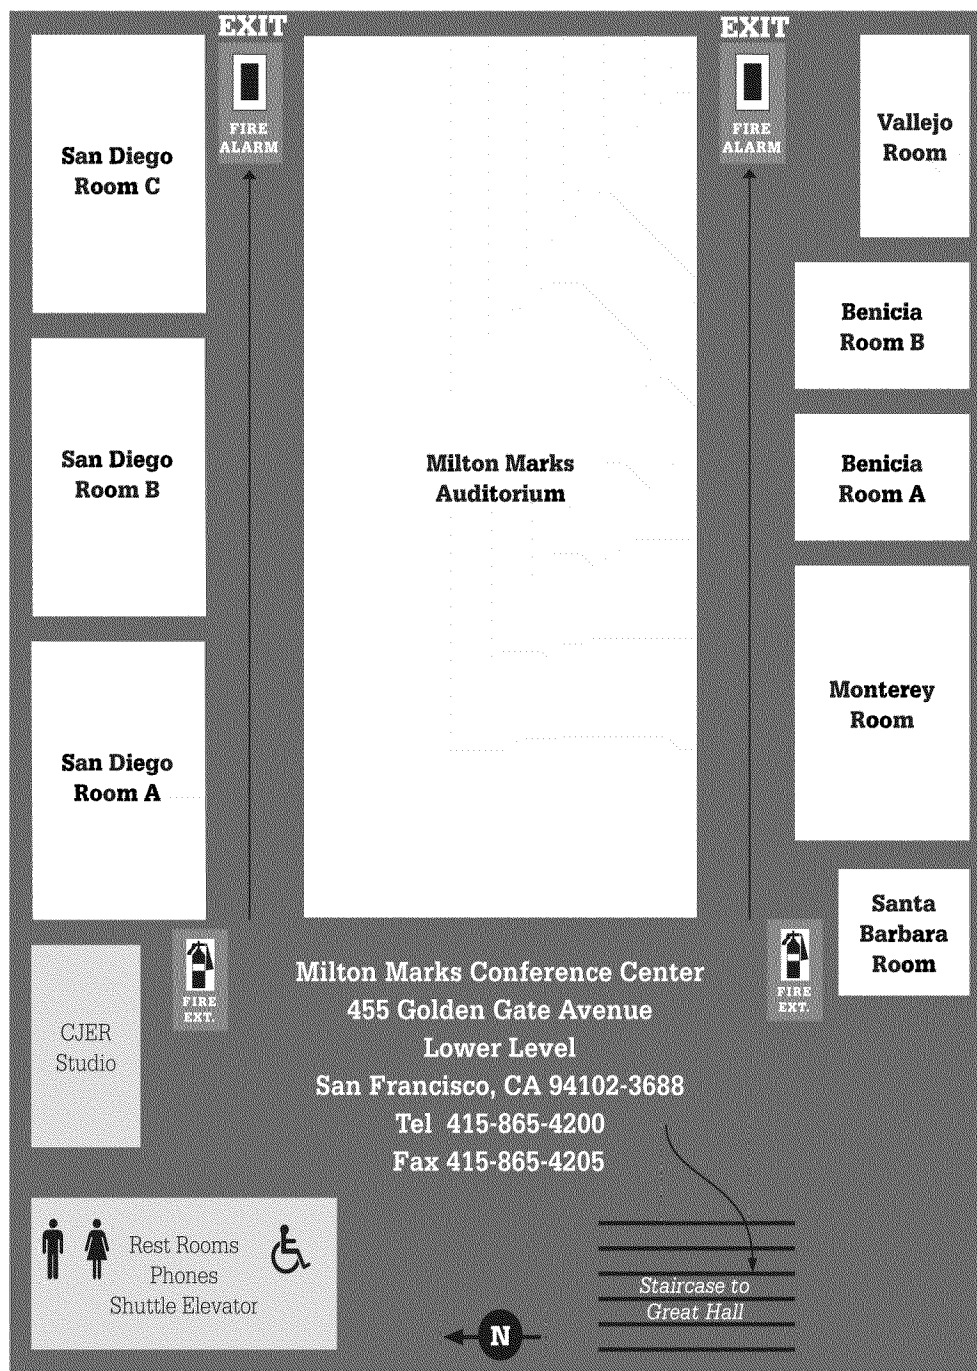 EXIT
FIRE
ALARM
EXIT
FIRE
ALARM
San Diego
Room C
Vallejo
Room
Benicia
Room B
San Diego
Room B
Milton Marks
Auditorium
Benicia
Room A
Monterey
Room
San Diego
Room A
Santa
Barbara
Room
FIRE
EXT.
FIRE
EXT.
CJER
Studio
Milton Marks Conference Center
455 Golden Gate Avenue
Lower Level
San Francisco, CA 94102-3688
Tel 415-865-4200
Fax 415-865-4205
Rest Rooms
Phones
Shuttle Elevator
Staircase to
Great Hall
N